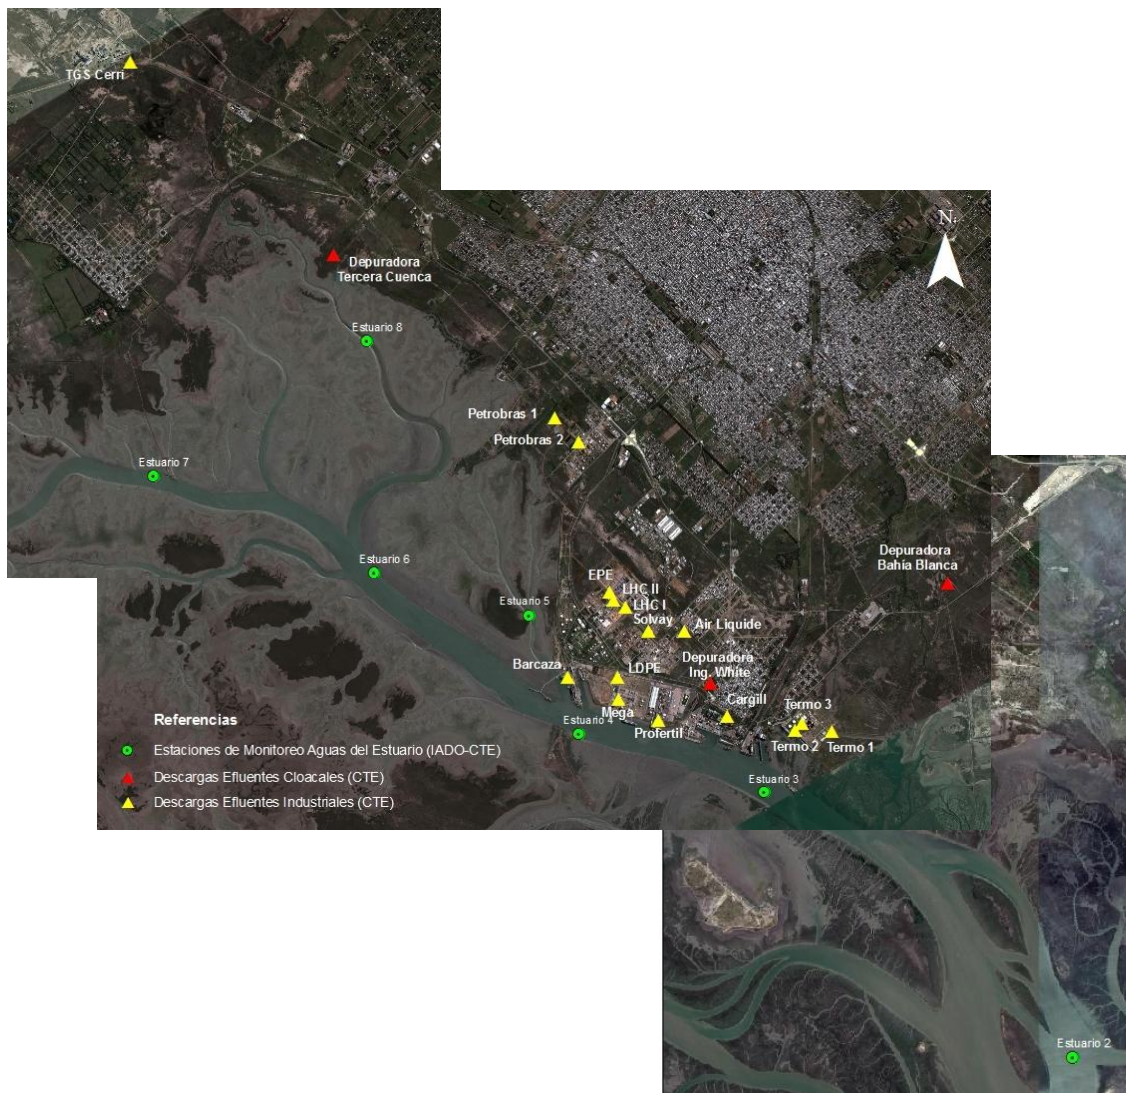 TGS Cerri
N
Depuradora
Tercera Cuenca
Estuario 8
Petrobras 1
Petrobras 2
Estuario 7
Depuradora
Bahía Blanca
Estuario 6
EPE
LHC II
Estuario 5
LHC I
Solvay
Air Liquide
Depuradora
Ing. White
Barcaza
LDPE
Cargill
Termo 3
Mega
Estuario 4
Profertil
Termo 2
Termo 1
Estuario 3
Referencias
Estaciones de Monitoreo Aguas del Estuario (IADO-CTE)
Descargas Efluentes Cloacales (CTE)
Descargas Efluentes Industriales (CTE)
Estuario 2